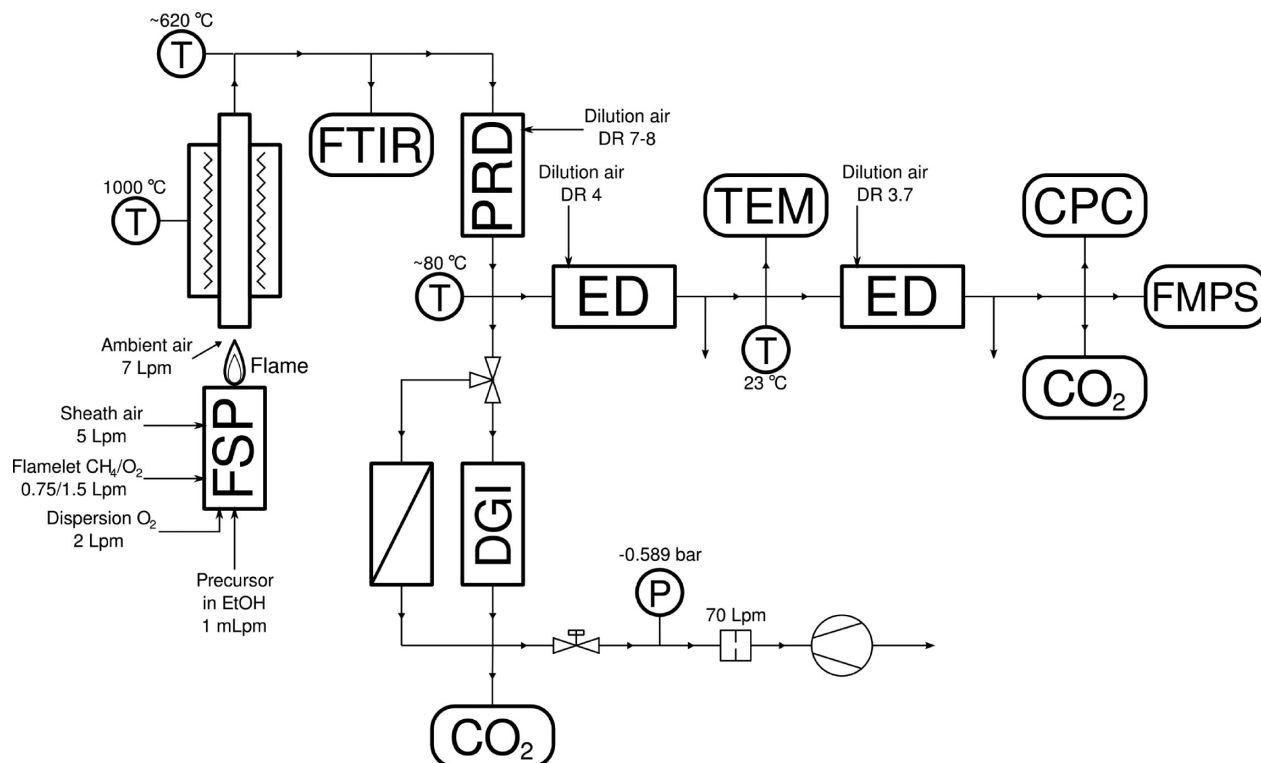 ~620 °C
T
FTIR
PRD
Dilution air
DR 7-8
1000 °C
T
Dilution air
DR 4
TEM
Dilution air
DR 3.7
CPC
~80 °C
T
ED
ED
FMPS
T
23 °C
CO₂
Ambient air
7 Lpm
Flame
FSP
Sheath air
5 Lpm
Flamelet CH₄/O₂
0.75/1.5 Lpm
Dispersion O₂
2 Lpm
Precursor
in EtOH
1 mLpm
DGI
-0.589 bar
P
70 Lpm
CO₂